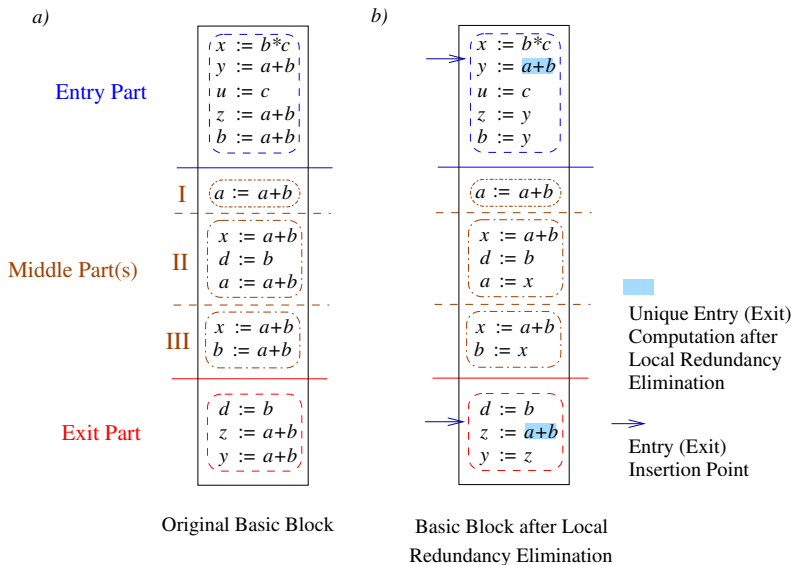 a)
b)
Entry Part
x := b*c
y := a+b
u := c
z := a+b
b := a+b
x := b*c
y := a+b
u := c
z := y
b := y
Middle Part(s)
I
a := a+b
a := a+b
II
x := a+b
d := b
a := a+b
x := a+b
d := b
a := x
III
x := a+b
b := a+b
x := a+b
b := x
Exit Part
d := b
z := a+b
y := a+b
d := b
z := a+b
y := z
Unique Entry (Exit)
Computation after
Local Redundancy
Elimination
Entry (Exit)
Insertion Point
Original Basic Block
Basic Block after Local
Redundancy Elimination